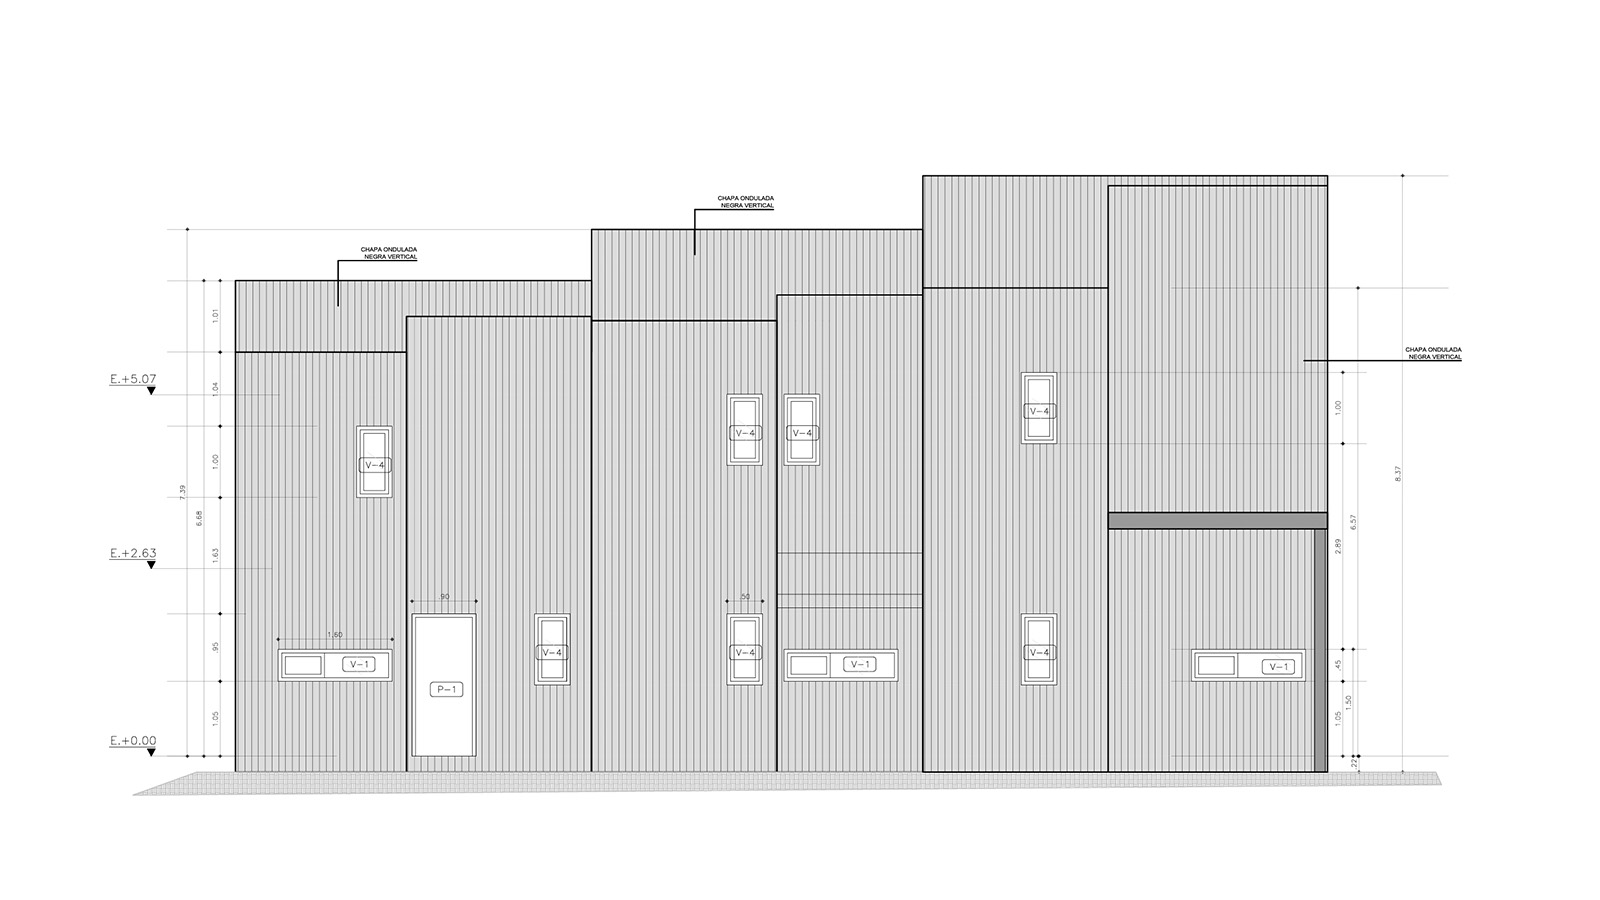 CHAPA ONDULADA
NEGRA VERTICAL
CHAPA ONDULADA
NEGRA VERTICAL
CHAPA ONDULADA
NEGRA VERTICAL
E.+5.07
E.+2.63
E.+0.00
7.39
6.68
1.01
1.04
1.00
1.63
.95
1.05
1.60
.90
.50
V-4
V-4
V-4
V-4
V-4
V-4
V-4
V-1
V-1
V-1
P-1
1.00
2.89
.45
1.05
1.50
.22
6.57
8.37